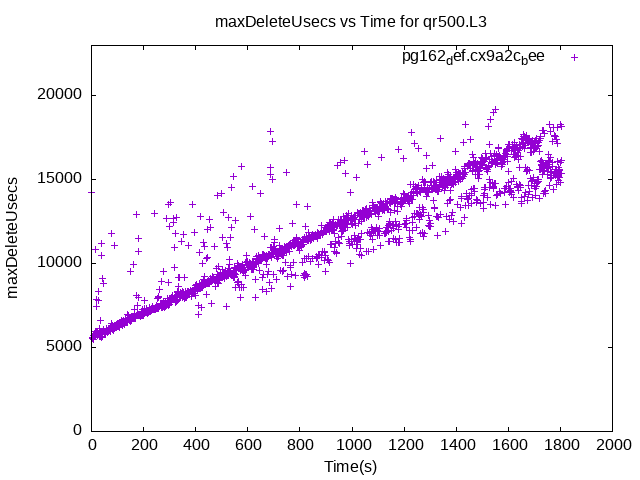 maxDeleteUsecs vs Time for qr500.L3
pg162def.cx9a2cbee
20000
15000
10000
5000
0
maxDeleteUsecs
0 200 400 600 800 1000 1200 1400 1600 1800 2000
Time(s)